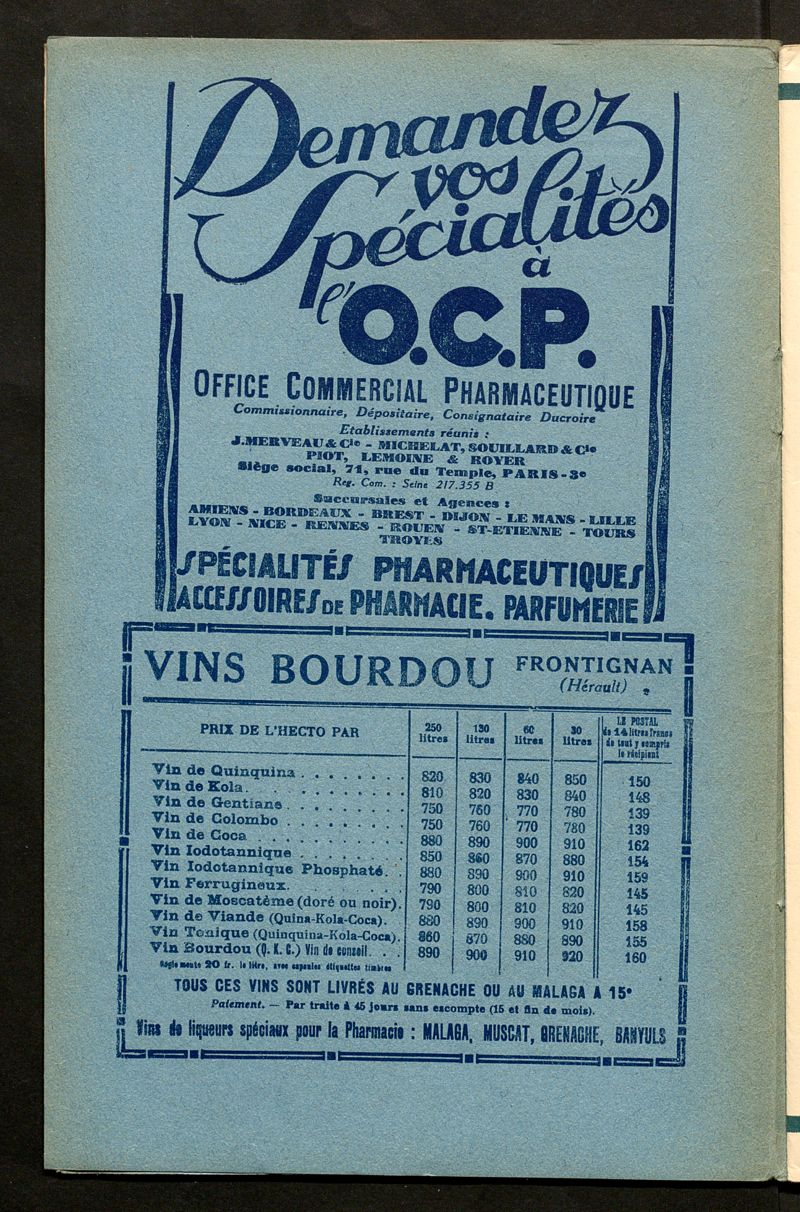 Demandez
vos
Spécialités
à
l'O.C.P.
OFFICE COMMERCIAL PHARMACEUTIQUE
Commissionnaire, Dépositaire, Consignataire Ducroire
Etablissements réunis :
J. MERVEAU & Cie - MICHELAT, SOUILLARD & Cie
PIOT, LEMOINE & ROYER
Siège social, 71, rue du Temple, PARIS-3e
Reg. Com. : Seine 217.355 B
Succursales et Agences :
AMIENS - BORDEAUX - BREST - DIJON - LE MANS - LILLE
LYON - NICE - RENNES - ROUEN - ST-ETIENNE - TOURS
TROYES
SPÉCIALITÉS PHARMACEUTIQUES
ACCESSOIRES DE PHARMACIE. PARFUMERIE
VINS BOURDOU FRONTIGNAN
(Hérault)
PRIX DE L'HECTO PAR 250 litres 130 litres 60 litres 30 litres LE POSTAL de 14 litres franco de tout y compris le récipient
Vin de Quinquina 820 830 840 850 150
Vin de Kola 810 820 830 840 148
Vin de Gentiane 750 760 770 780 139
Vin de Colombo 750 760 770 780 139
Vin de Coca 880 890 900 910 162
Vin Iodotannique 850 860 870 880 154
Vin Iodotannique Phosphaté 880 890 900 910 159
Vin Ferrugineux 790 800 810 820 145
Vin de Moscatème (doré ou noir) 790 800 810 820 145
Vin de Viande (Quina-Kola-Coca) 880 890 900 910 158
Vin Tonique (Quinquina-Kola-Coca) 860 870 880 890 155
Vin Bourdou (Q. K. C.) Vin de conseil 890 900 910 920 160
20 fr. le litre, avec capsules étiquettes timbres
TOUS CES VINS SONT LIVRÉS AU GRENACHE OU AU MALAGA A 15°
Paiement. — Par traite à 45 jours sans escompte (15 et fin de mois).
Vins de liqueurs spéciaux pour la Pharmacie : MALAGA, MUSCAT, GRENACHE, BANYULS